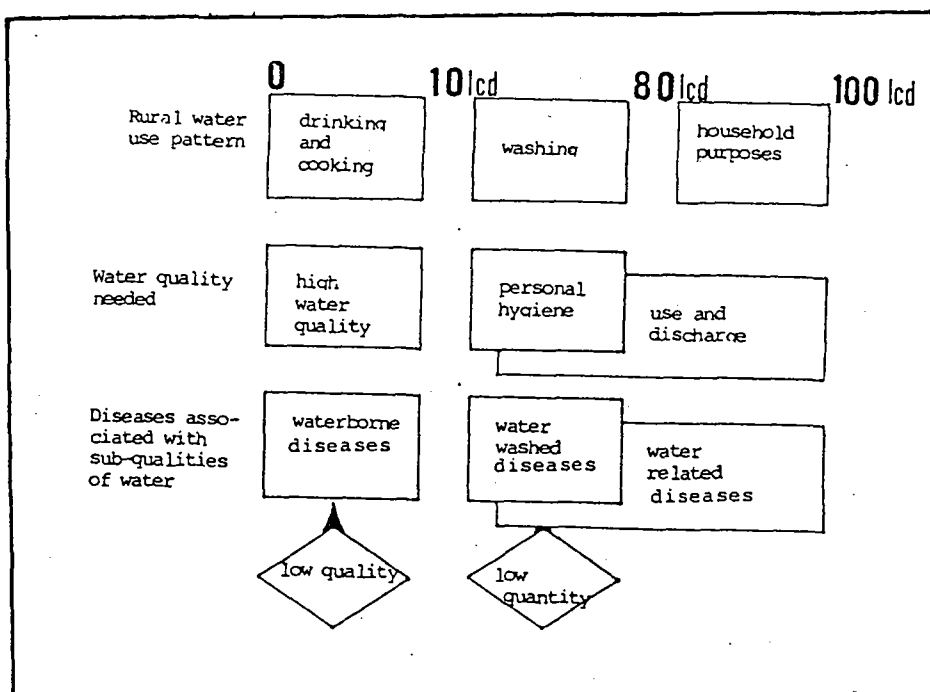 0 10 lcd 80 lcd 100 lcd
Rural water
use pattern
drinking
and
cooking
washing
household
purposes
Water quality
needed
high
water
quality
personal
hygiene
use and
discharge
Diseases asso-
ciated with
sub-qualities
of water
waterborne
diseases
water
washed
diseases
water
related
diseases
low quality
low
quantity